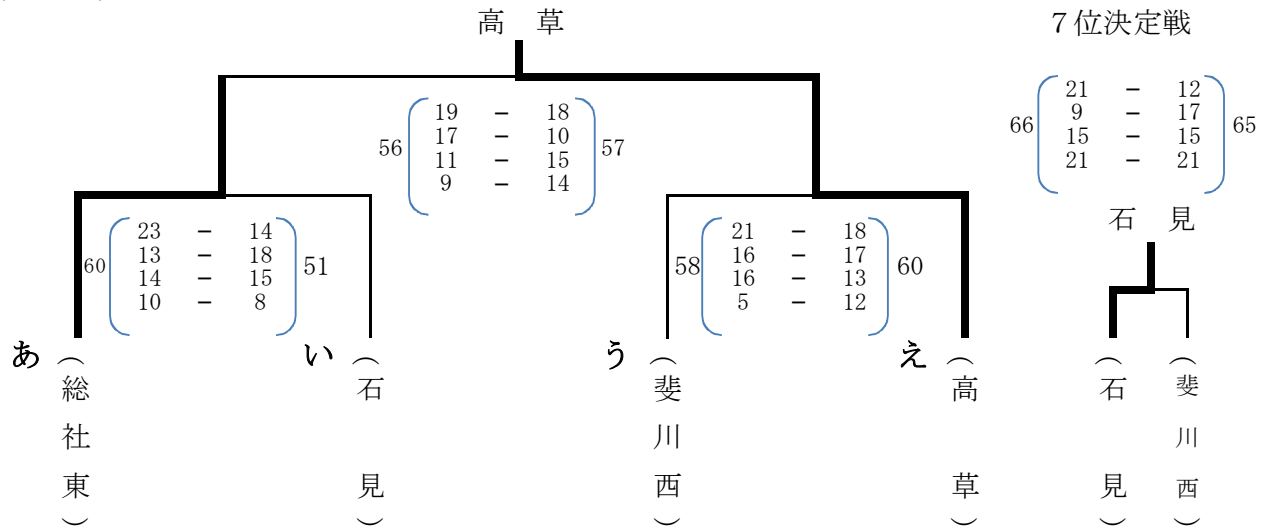 高 草
７位決定戦
56 19 − 18 57
17 − 10
11 − 15
9 − 14
66 21 − 12 65
9 − 17
15 − 15
21 − 21
石 見
60 23 − 14 51
13 − 18
14 − 15
10 − 8
58 21 − 18 60
16 − 17
16 − 13
5 − 12
あ（総社東）
い（石見）
う（斐川西）
え（高草）
（石見）
（斐川西）